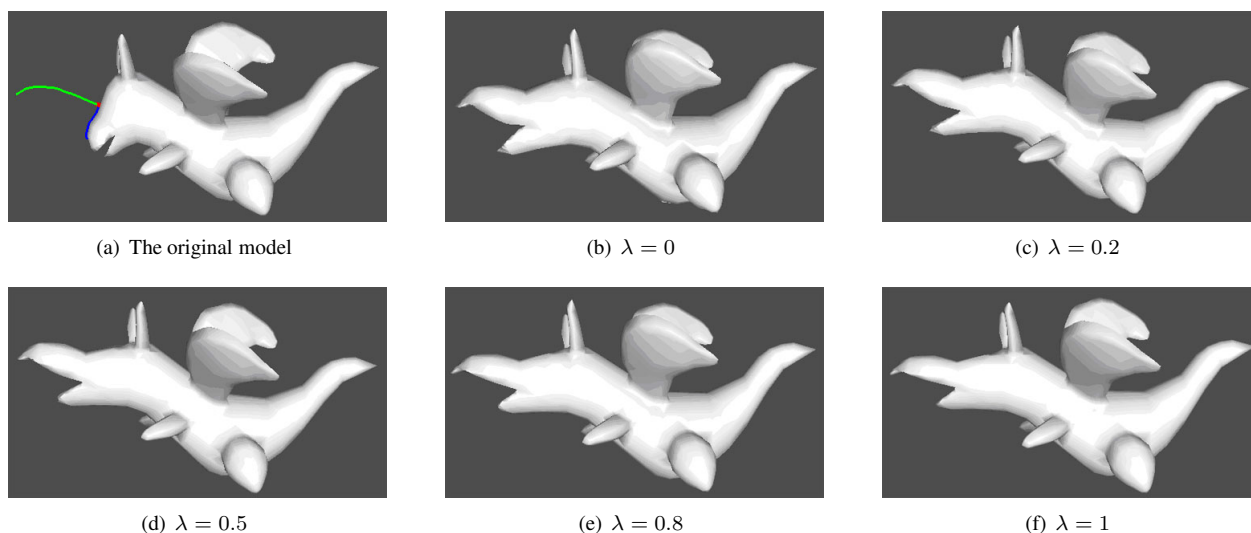 (a) The original model
(b) λ = 0
(c) λ = 0.2
(d) λ = 0.5
(e) λ = 0.8
(f) λ = 1